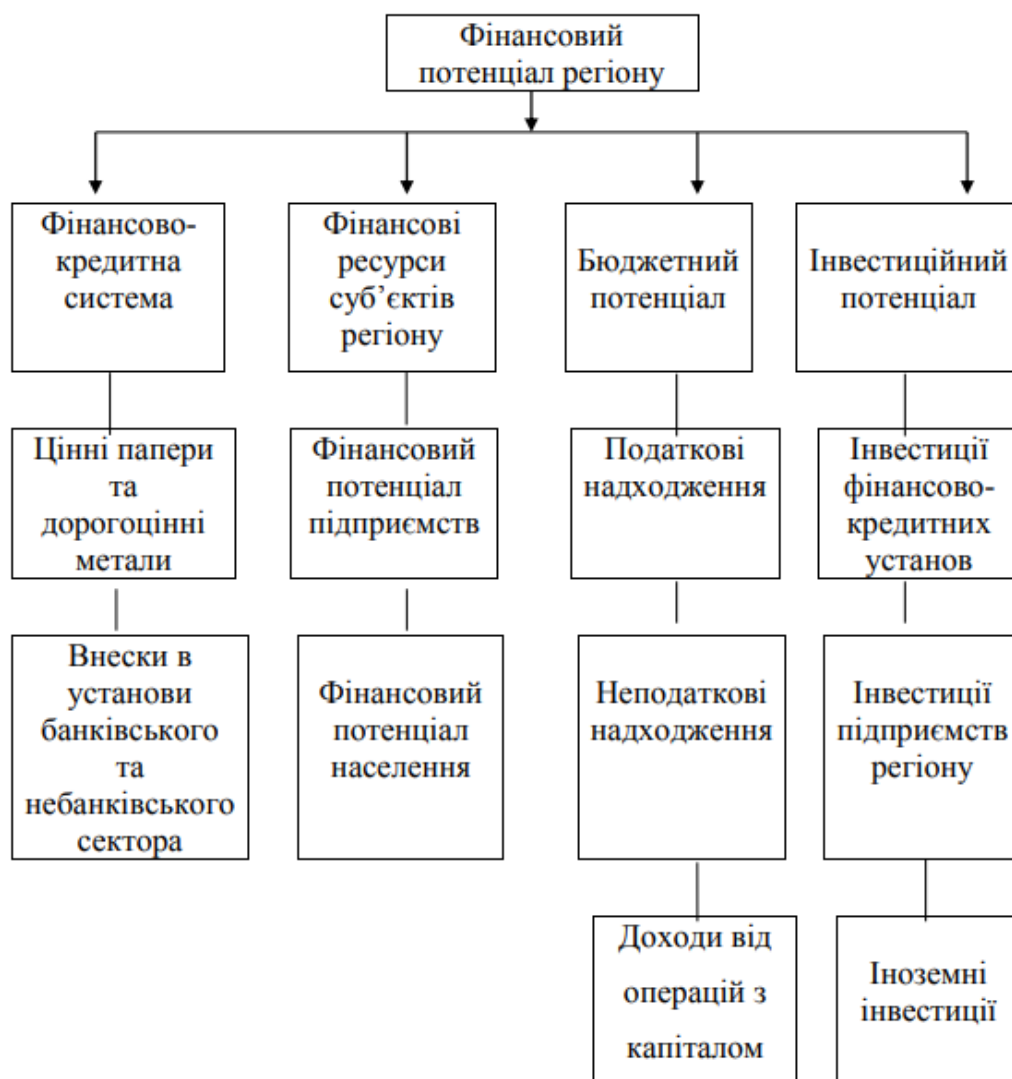 Фінансовий
потенціал регіону
Фінансово-
кредитна
система
Фінансові
ресурси
суб’єктів
регіону
Бюджетний
потенціал
Інвестиційний
потенціал
Цінні папери
та
дорогоцінні
метали
Фінансовий
потенціал
підприємств
Податкові
надходження
Інвестиції
фінансово-
кредитних
установ
Внески в
установи
банківського
та
небанківського
сектора
Фінансовий
потенціал
населення
Неподаткові
надходження
Інвестиції
підприємств
регіону
Доходи від
операцій з
капіталом
Іноземні
інвестиції